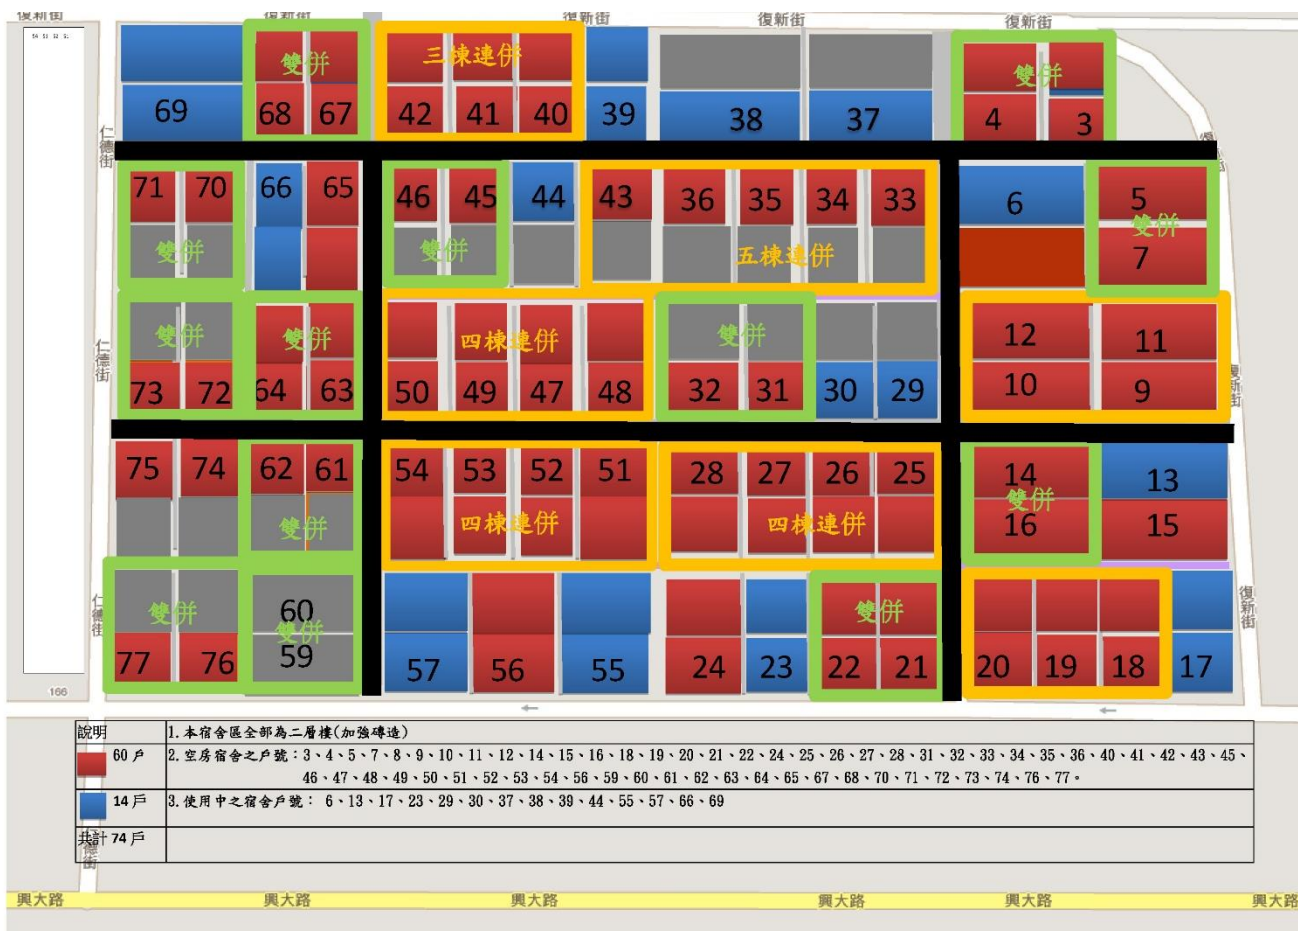 復新街 復新街 復新街 復新街
54 53 52 51
雙併 三棟連併 雙併
69 68 67 42 41 40 39 38 37 4 3
仁德街
復新街
71 70 66 65 46 45 44 43 36 35 34 33 6 5
雙併 雙併 五棟連併 雙併
7
雙併 雙併 四棟連併 雙併
12 11
仁德街
復新街
73 72 64 63 50 49 47 48 32 31 30 29 10 9
75 74 62 61 54 53 52 51 28 27 26 25 14 13
雙併
雙併 四棟連併 四棟連併 16 15
仁德街
復新街
雙併 60 雙併
雙併
77 76 59 57 56 55 24 23 22 21 20 19 18 17
166
← ←
說明 1. 本宿舍區全部為二層樓(加強磚造)
60 戶 2. 空房宿舍之戶號：3、4、5、7、8、9、10、11、12、14、15、16、18、19、20、21、22、24、25、26、27、28、31、32、33、34、35、36、40、41、42、43、45、
46、47、48、49、50、51、52、53、54、56、59、60、61、62、63、64、65、67、68、70、71、72、73、74、76、77。
14 戶 3. 使用中之宿舍戶號： 6、13、17、23、29、30、37、38、39、44、55、57、66、69
共計 74 戶
仁德街
興大路 興大路 興大路 興大路 興大路 興大路